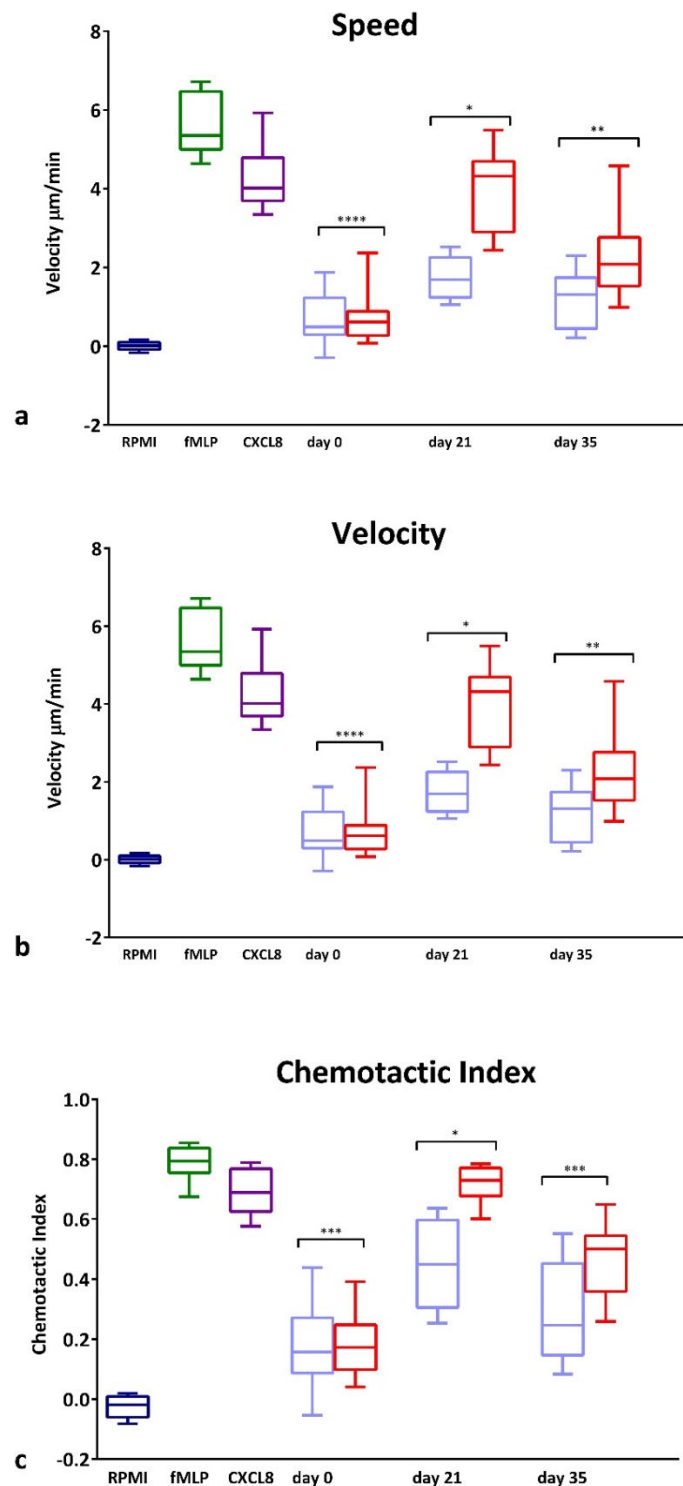 Speed
8
6
4
2
0
-2
Velocity µm/min
* 
**
****
a
RPMI fMLP CXCL8 day 0 day 21 day 35
Velocity
8
6
4
2
0
-2
Velocity µm/min
*
**
****
b
RPMI fMLP CXCL8 day 0 day 21 day 35
Chemotactic Index
1.0
0.8
0.6
0.4
0.2
0.0
-0.2
Chemotactic Index
*
***
***
c
RPMI fMLP CXCL8 day 0 day 21 day 35